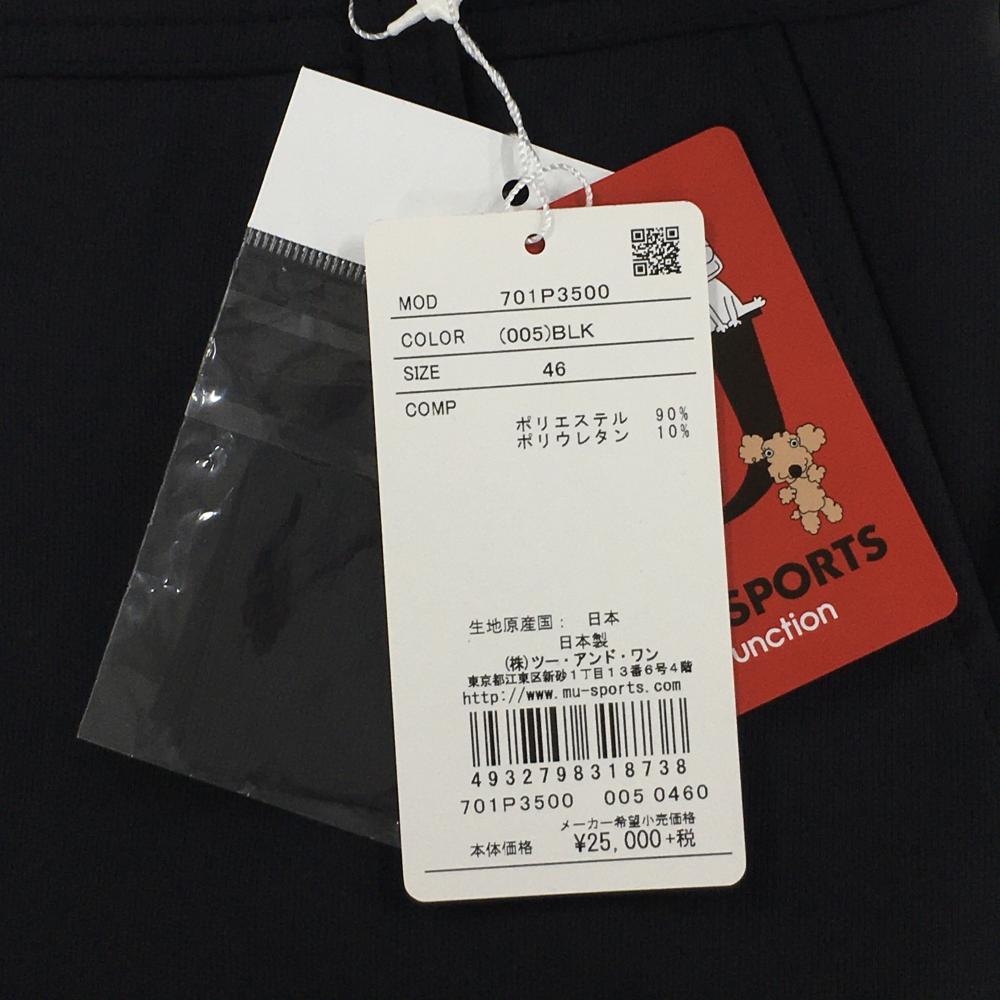 MOD 701P3500
COLOR (005)BLK
SIZE 46
COMP
ポリエステル 90%
ポリウレタン 10%
生地原産国: 日本
日本製
(株)ツー・アンド・ワン
東京都江東区新砂1丁目13番6号4階
http://www.mu-sports.com
4932798318738
701P3500 005 0460
メーカー希望小売価格
本体価格 ¥25,000+税
SPORTS
unction